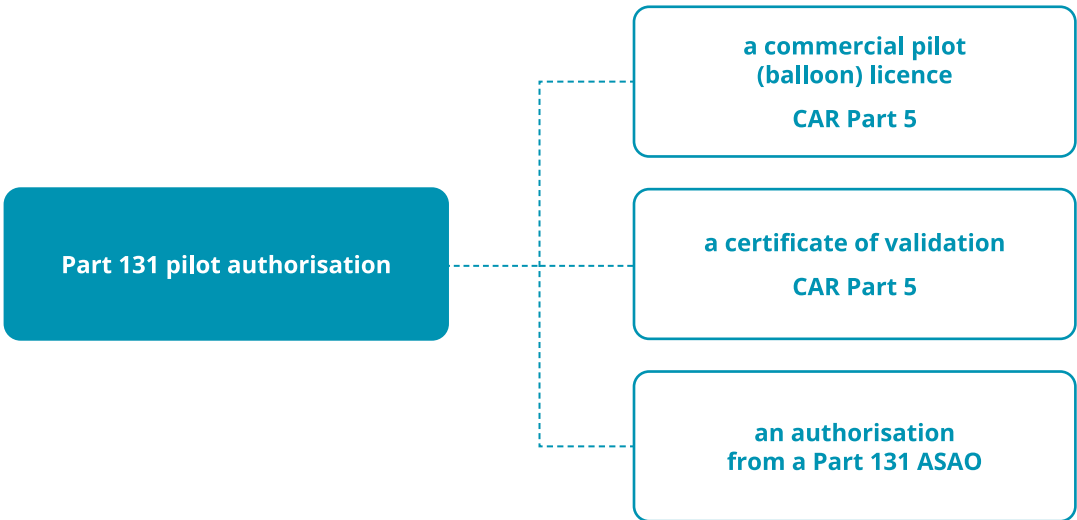 Part 131 pilot authorisation
a commercial pilot
(balloon) licence
CAR Part 5
a certificate of validation
CAR Part 5
an authorisation
from a Part 131 ASAO